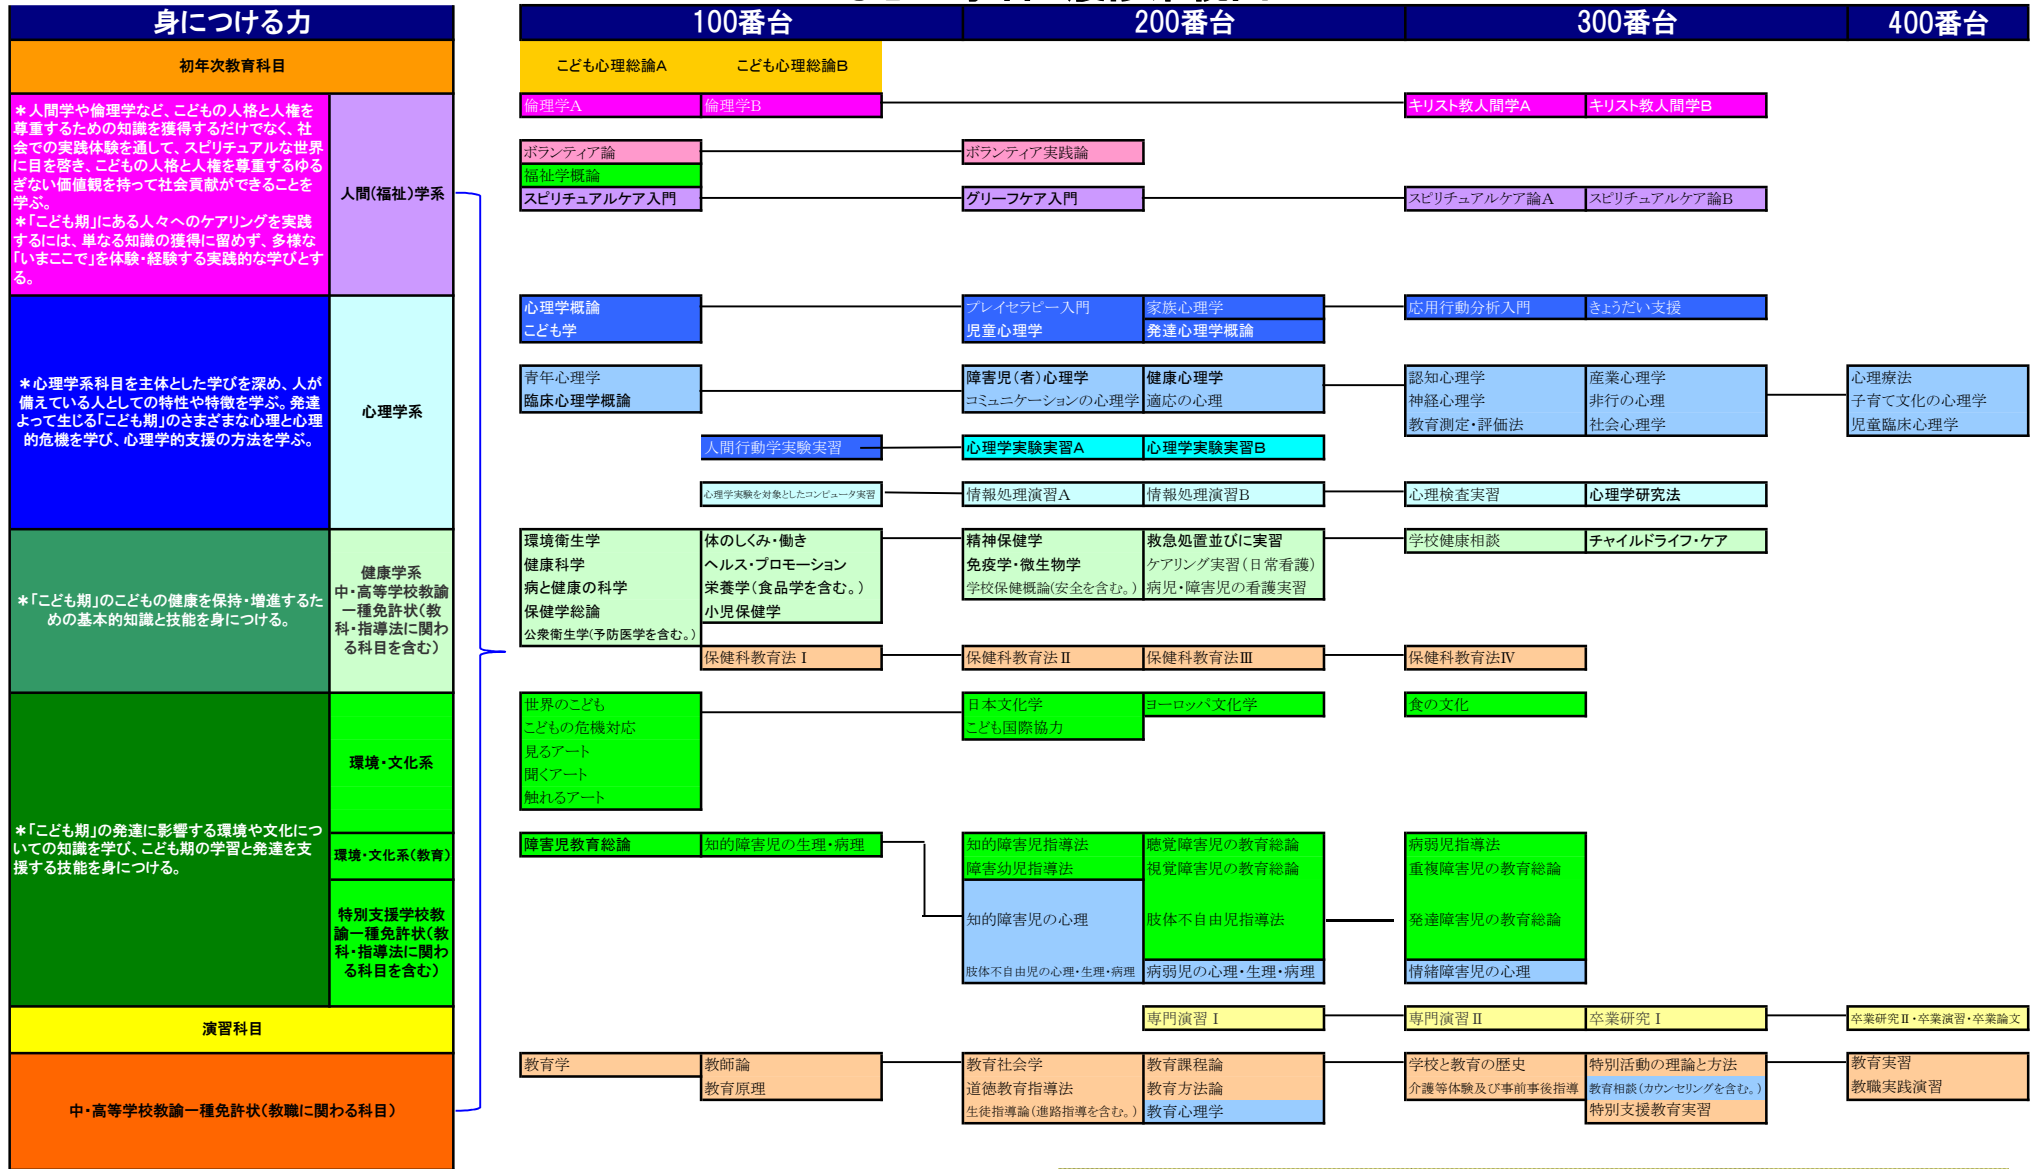 身につける力
100番台
200番台
300番台
400番台
初年次教育科目
こども心理総論A
こども心理総論B
＊人間学や倫理学など、こどもの人格と人権を
尊重するための知識を獲得するだけでなく、社
会での実践体験を通して、スピリチュアルな世界
に目を啓き、こどもの人格と人権を尊重するゆる
ぎない価値観を持って社会貢献ができることを
学ぶ。
＊「こども期」にある人々へのケアリングを実践
するには、単なる知識の獲得に留めず、多様な
「いまここで」を体験・経験する実践的な学びとす
る。
人間(福祉)学系
倫理学A
倫理学B
キリスト教人間学A
キリスト教人間学B
ボランティア論
ボランティア実践論
福祉学概論
スピリチュアルケア入門
グリーフケア入門
スピリチュアルケア論A
スピリチュアルケア論B
＊心理学系科目を主体とした学びを深め、人が
備えている人としての特性や特徴を学ぶ。発達
よって生じる「こども期」のさまざまな心理と心理
的危機を学び、心理学的支援の方法を学ぶ。
心理学系
心理学概論
プレイセラピー入門
家族心理学
応用行動分析入門
きょうだい支援
こども学
児童心理学
発達心理学概論
青年心理学
障害児(者)心理学
健康心理学
認知心理学
産業心理学
心理療法
臨床心理学概論
コミュニケーションの心理学
適応の心理
神経心理学
非行の心理
子育て文化の心理学
教育測定・評価法
社会心理学
児童臨床心理学
人間行動学実験実習
心理学実験実習A
心理学実験実習B
心理学実験を対象としたコンピュータ実習
情報処理演習A
情報処理演習B
心理検査実習
心理学研究法
＊「こども期」のこどもの健康を保持・増進するた
めの基本的知識と技能を身につける。
健康学系
中・高等学校教諭
一種免許状(教
科・指導法に関わ
る科目を含む)
環境衛生学
体のしくみ・働き
精神保健学
救急処置並びに実習
学校健康相談
チャイルドライフ・ケア
健康科学
ヘルス・プロモーション
免疫学・微生物学
ケアリング実習(日常看護)
病と健康の科学
栄養学(食品学を含む。)
学校保健概論(安全を含む。)
病児・障害児の看護実習
保健学総論
小児保健学
公衆衛生学(予防医学を含む。)
保健科教育法Ⅰ
保健科教育法Ⅱ
保健科教育法Ⅲ
保健科教育法Ⅳ
＊「こども期」の発達に影響する環境や文化につ
いての知識を学び、こども期の学習と発達を支
援する技能を身につける。
環境・文化系
世界のこども
日本文化学
ヨーロッパ文化学
食の文化
こどもの危機対応
こども国際協力
見るアート
聞くアート
触れるアート
環境・文化系(教育)
特別支援学校教
諭一種免許状(教
科・指導法に関わ
る科目を含む)
障害児教育総論
知的障害児の生理・病理
知的障害児指導法
聴覚障害児の教育総論
病弱児指導法
障害幼児指導法
視覚障害児の教育総論
重複障害児の教育総論
知的障害児の心理
肢体不自由児指導法
発達障害児の教育総論
肢体不自由児の心理・生理・病理
病弱児の心理・生理・病理
情緒障害児の心理
演習科目
専門演習Ⅰ
専門演習Ⅱ
卒業研究Ⅰ
卒業研究Ⅱ・卒業演習・卒業論文
中・高等学校教諭一種免許状(教職に関わる科目)
教育学
教師論
教育社会学
教育課程論
学校と教育の歴史
特別活動の理論と方法
教育実習
教育原理
道徳教育指導法
教育方法論
介護等体験及び事前事後指導
教育相談(カウンセリングを含む。)
教職実践演習
生徒指導論(進路指導を含む。)
教育心理学
特別支援教育実習